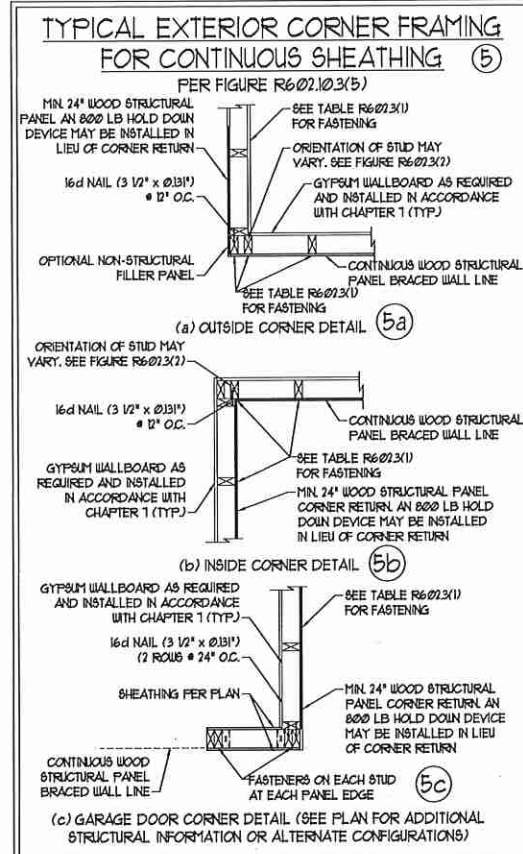 TYPICAL EXTERIOR CORNER FRAMING
FOR CONTINUOUS SHEATHING 5
PER FIGURE R602.10.3(5)
MIN. 24" WOOD STRUCTURAL
PANEL AN 800 LB HOLD DOWN
DEVICE MAY BE INSTALLED IN
LIEU OF CORNER RETURN
SEE TABLE R602.3(1)
FOR FASTENING
ORIENTATION OF STUD MAY
VARY. SEE FIGURE R602.3(2)
16d NAIL (3 1/2" x Ø.131")
@ 12" O.C.
GYPSUM WALLBOARD AS REQUIRED
AND INSTALLED IN ACCORDANCE
WITH CHAPTER 7 (TYP.)
OPTIONAL NON-STRUCTURAL
FILLER PANEL
CONTINUOUS WOOD STRUCTURAL
PANEL BRACED WALL LINE
SEE TABLE R602.3(1)
FOR FASTENING
(a) OUTSIDE CORNER DETAIL 5a
ORIENTATION OF STUD MAY
VARY. SEE FIGURE R602.3(2)
16d NAIL (3 1/2" x Ø.131")
@ 12" O.C.
CONTINUOUS WOOD STRUCTURAL
PANEL BRACED WALL LINE
GYPSUM WALLBOARD AS
REQUIRED AND INSTALLED
IN ACCORDANCE WITH
CHAPTER 7 (TYP.)
SEE TABLE R602.3(1)
FOR FASTENING
MIN. 24" WOOD STRUCTURAL PANEL
CORNER RETURN. AN 800 LB HOLD
DOWN DEVICE MAY BE INSTALLED
IN LIEU OF CORNER RETURN
(b) INSIDE CORNER DETAIL 5b
GYPSUM WALLBOARD AS REQUIRED
AND INSTALLED IN ACCORDANCE
WITH CHAPTER 7 (TYP.)
SEE TABLE R602.3(1)
FOR FASTENING
16d NAIL (3 1/2" x Ø.131")
(2 ROWS @ 24" O.C.
SHEATHING PER PLAN
MIN. 24" WOOD STRUCTURAL
PANEL CORNER RETURN. AN
800 LB HOLD DOWN DEVICE
MAY BE INSTALLED IN LIEU
OF CORNER RETURN
CONTINUOUS WOOD
STRUCTURAL PANEL
BRACED WALL LINE
FASTENERS ON EACH STUD
AT EACH PANEL EDGE
5c
(c) GARAGE DOOR CORNER DETAIL (SEE PLAN FOR ADDITIONAL
STRUCTURAL INFORMATION OR ALTERNATE CONFIGURATIONS)